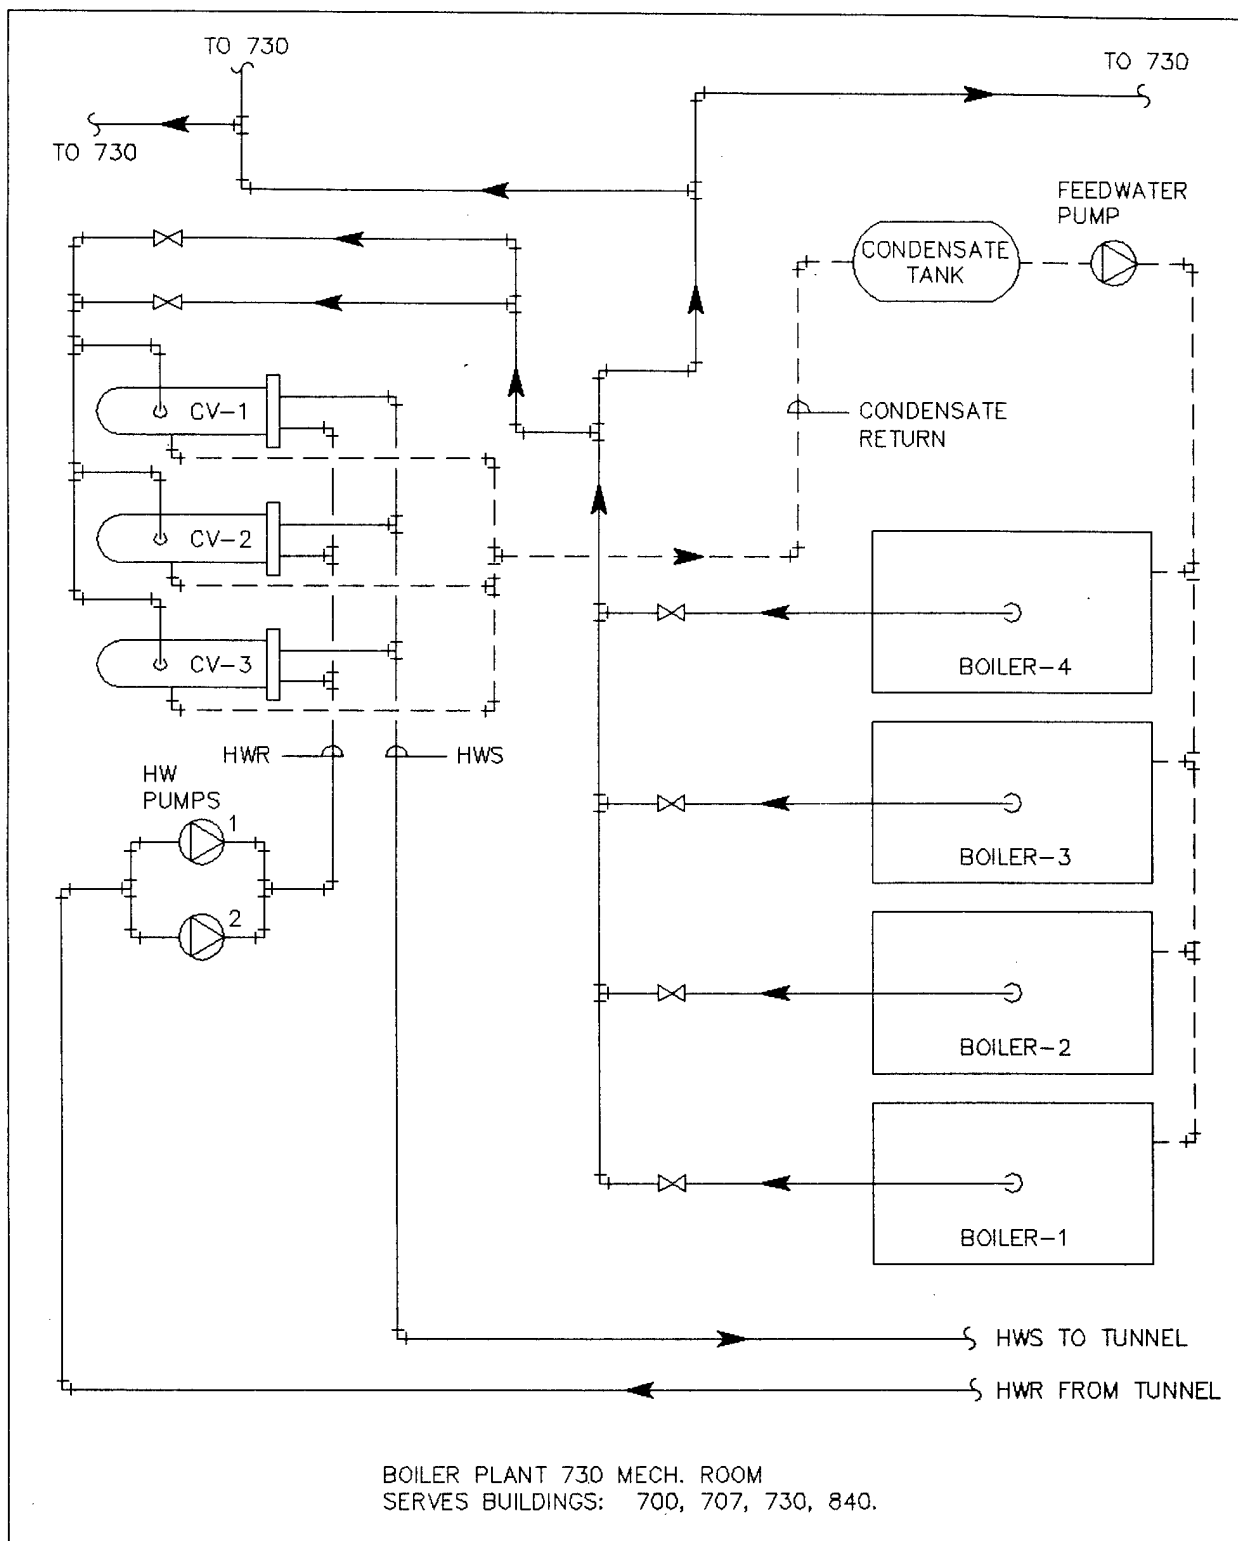 TO 730
TO 730
TO 730
FEEDWATER
PUMP
CONDENSATE
TANK
CV-1
CONDENSATE
RETURN
CV-2
BOILER-4
CV-3
HWR
HWS
HW
PUMPS
1
BOILER-3
2
BOILER-2
BOILER-1
HWS TO TUNNEL
HWR FROM TUNNEL
BOILER PLANT 730 MECH. ROOM
SERVES BUILDINGS: 700, 707, 730, 840.